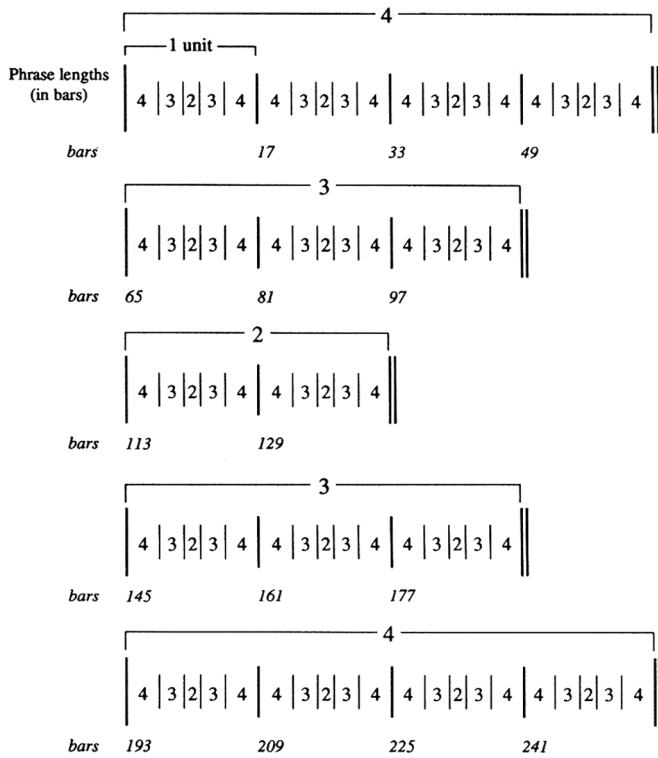 4
1 unit
Phrase lengths
(in bars)
4 3 2 3 4 4 3 2 3 4 4 3 2 3 4 4 3 2 3 4
bars 17 33 49
3
4 3 2 3 4 4 3 2 3 4 4 3 2 3 4
bars 65 81 97
2
4 3 2 3 4 4 3 2 3 4
bars 113 129
3
4 3 2 3 4 4 3 2 3 4 4 3 2 3 4
bars 145 161 177
4
4 3 2 3 4 4 3 2 3 4 4 3 2 3 4 4 3 2 3 4
bars 193 209 225 241